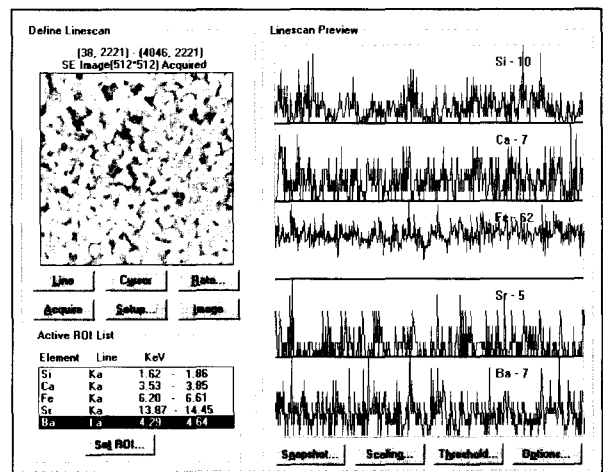 Define Linescan
(38, 2221) - (4046, 2221)
SE Image(512*512) Acquired
Line Cursor Rate...
Acquire Setup... Image
Active ROI List
Element Line KeV
Si Ka 1.62 - 1.86
Ca Ka 3.53 - 3.85
Fe Ka 6.20 - 6.61
Sr Ka 13.87 - 14.45
Ba La 4.29 4.64
Set ROI...
Linescan Preview
Si - 10
Ca - 7
Fe - 62
Sr - 5
Ba - 7
Snapshot... Scaling... Threshold... Options...